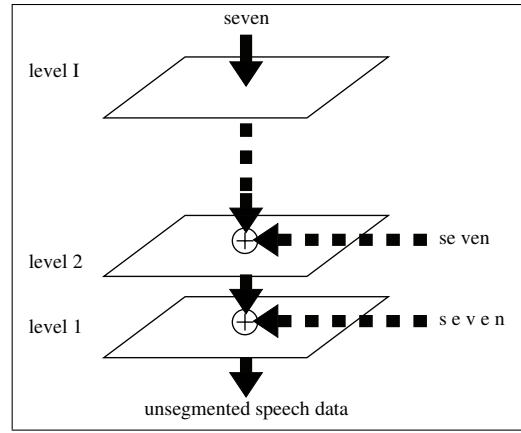 seven
level I
level 2
se ven
level 1
s e v e n
unsegmented speech data